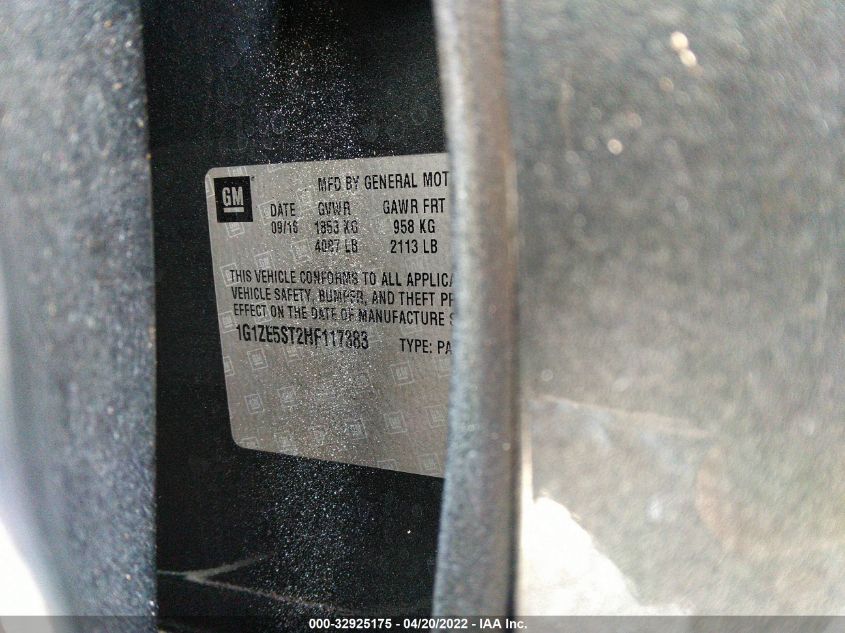 GM
MFD BY GENERAL MOT
DATE GVWR GAWR FRT
09/16 1853 KG 958 KG
4087 LB 2113 LB
THIS VEHICLE CONFORMS TO ALL APPLICA
VEHICLE SAFETY, BUMPER, AND THEFT PR
EFFECT ON THE DATE OF MANUFACTURE S
1G1ZE5ST2HF117383 TYPE: PA
000-32925175 - 04/20/2022 - IAA Inc.